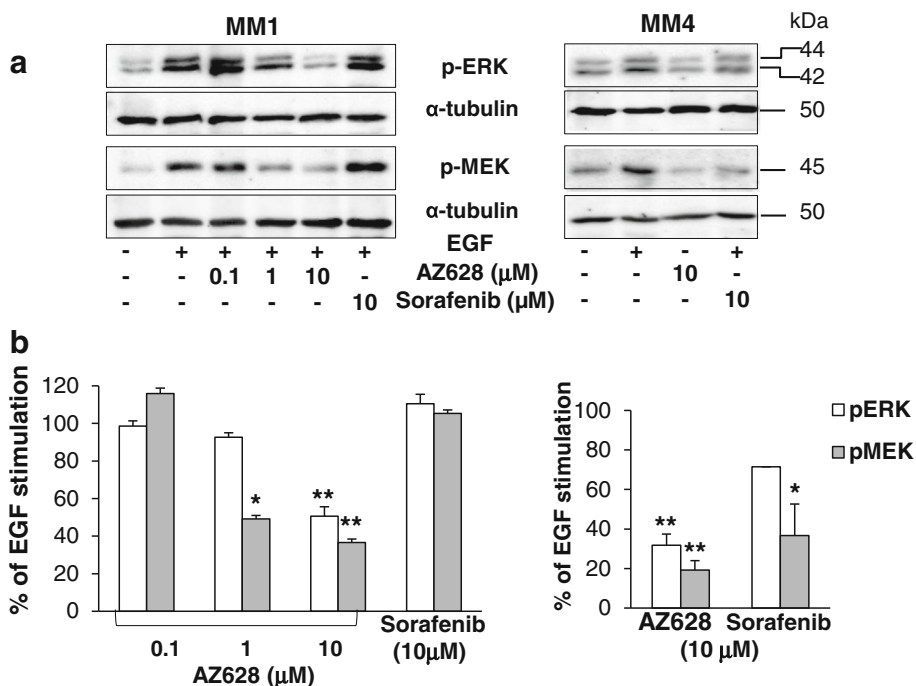 MM1 MM4 kDa
a
p-ERK 44
42
α-tubulin 50
p-MEK 45
α-tubulin 50
- + + + + + EGF - + + +
- - 0.1 1 10 - AZ628 (μM) - - 10 -
- - - - - 10 Sorafenib (μM) - - - 10
b
% of EGF stimulation
120
100
80
60
40
20
0
* ** **
0.1 1 10 Sorafenib
(10μM)
AZ628 (μM)
% of EGF stimulation
100
80
60
40
20
0
** ** *
AZ628 Sorafenib
(10 μM)
pERK
pMEK